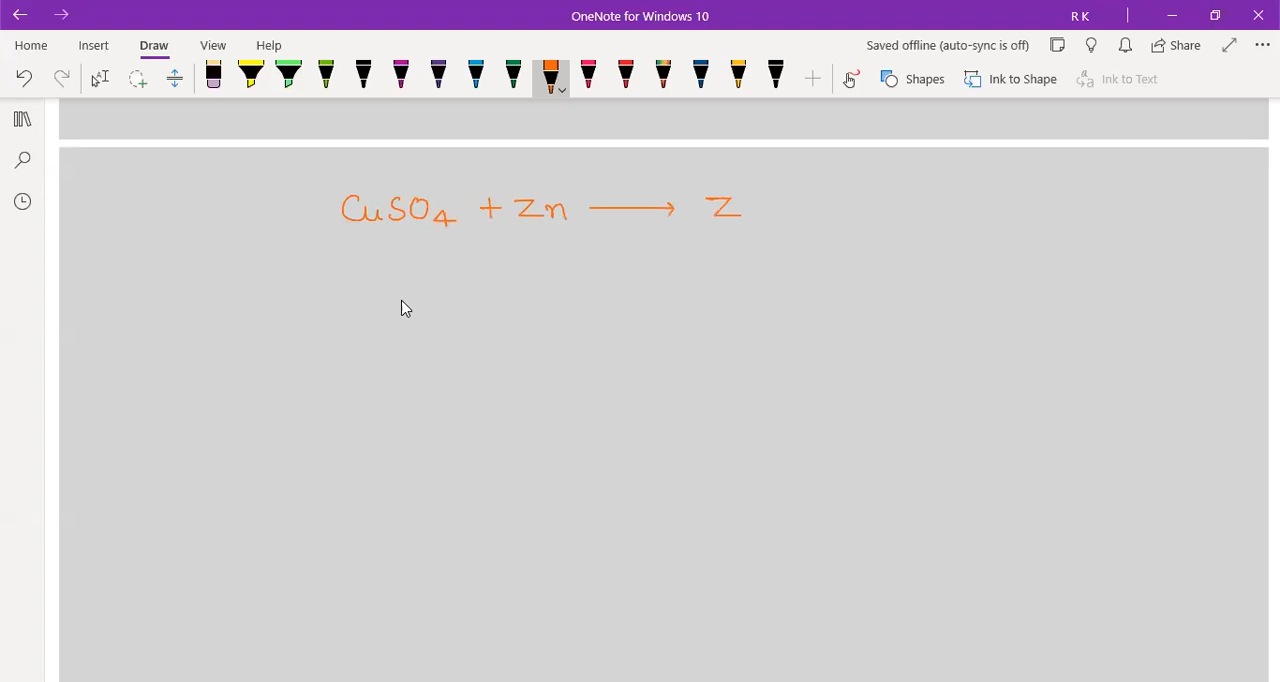 OneNote for Windows 10
R K
Home Insert Draw View Help
Saved offline (auto-sync is off)
Share
Shapes
Ink to Shape
Ink to Text
CuSO₄ + Zn ⟶ Z